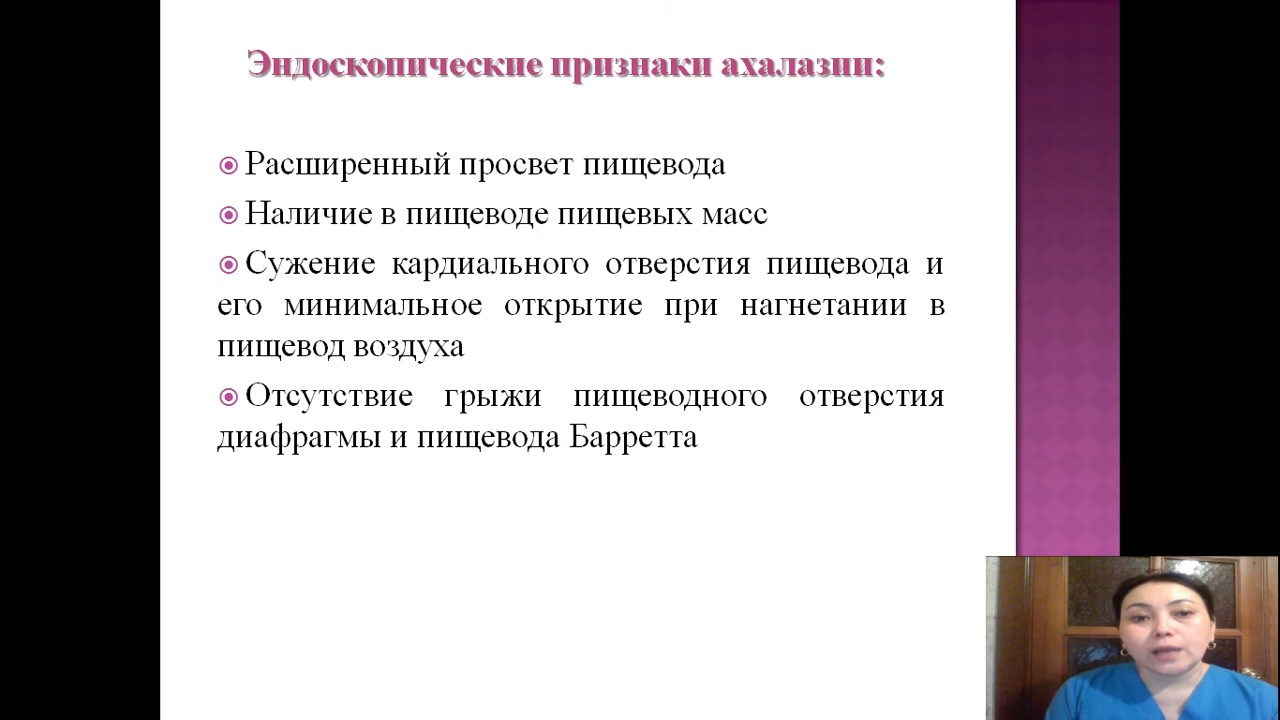 Эндоскопические признаки ахалазии:
Расширенный просвет пищевода
Наличие в пищеводе пищевых масс
Сужение кардиального отверстия пищевода и
его минимальное открытие при нагнетании в
пищевод воздуха
Отсутствие грыжи пищеводного отверстия
диафрагмы и пищевода Барретта